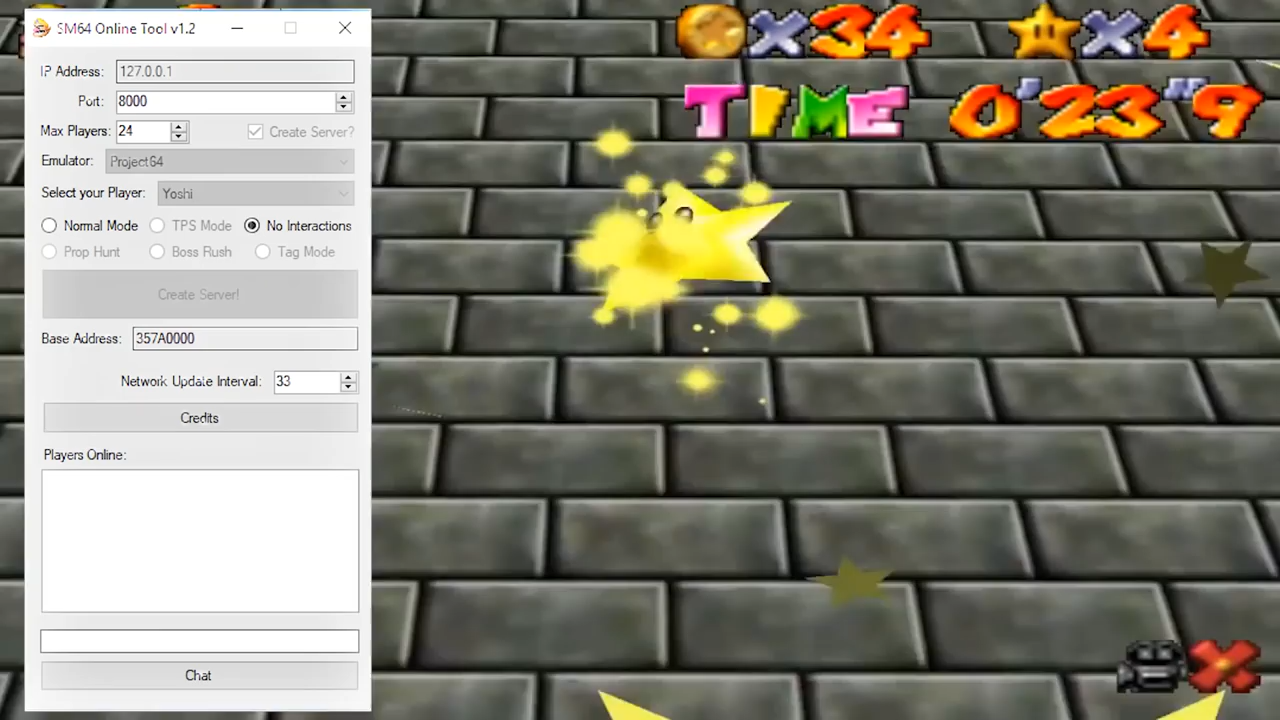 SM64 Online Tool v1.2
IP Address: 127.0.0.1
Port: 8000
Max Players: 24 Create Server?
Emulator: Project64
Select your Player: Yoshi
Normal Mode TPS Mode No Interactions
Prop Hunt Boss Rush Tag Mode
Create Server!
Base Address: 357A0000
Network Update Interval: 33
Credits
Players Online:
Chat
×34 ×4
TIME 0'23"9